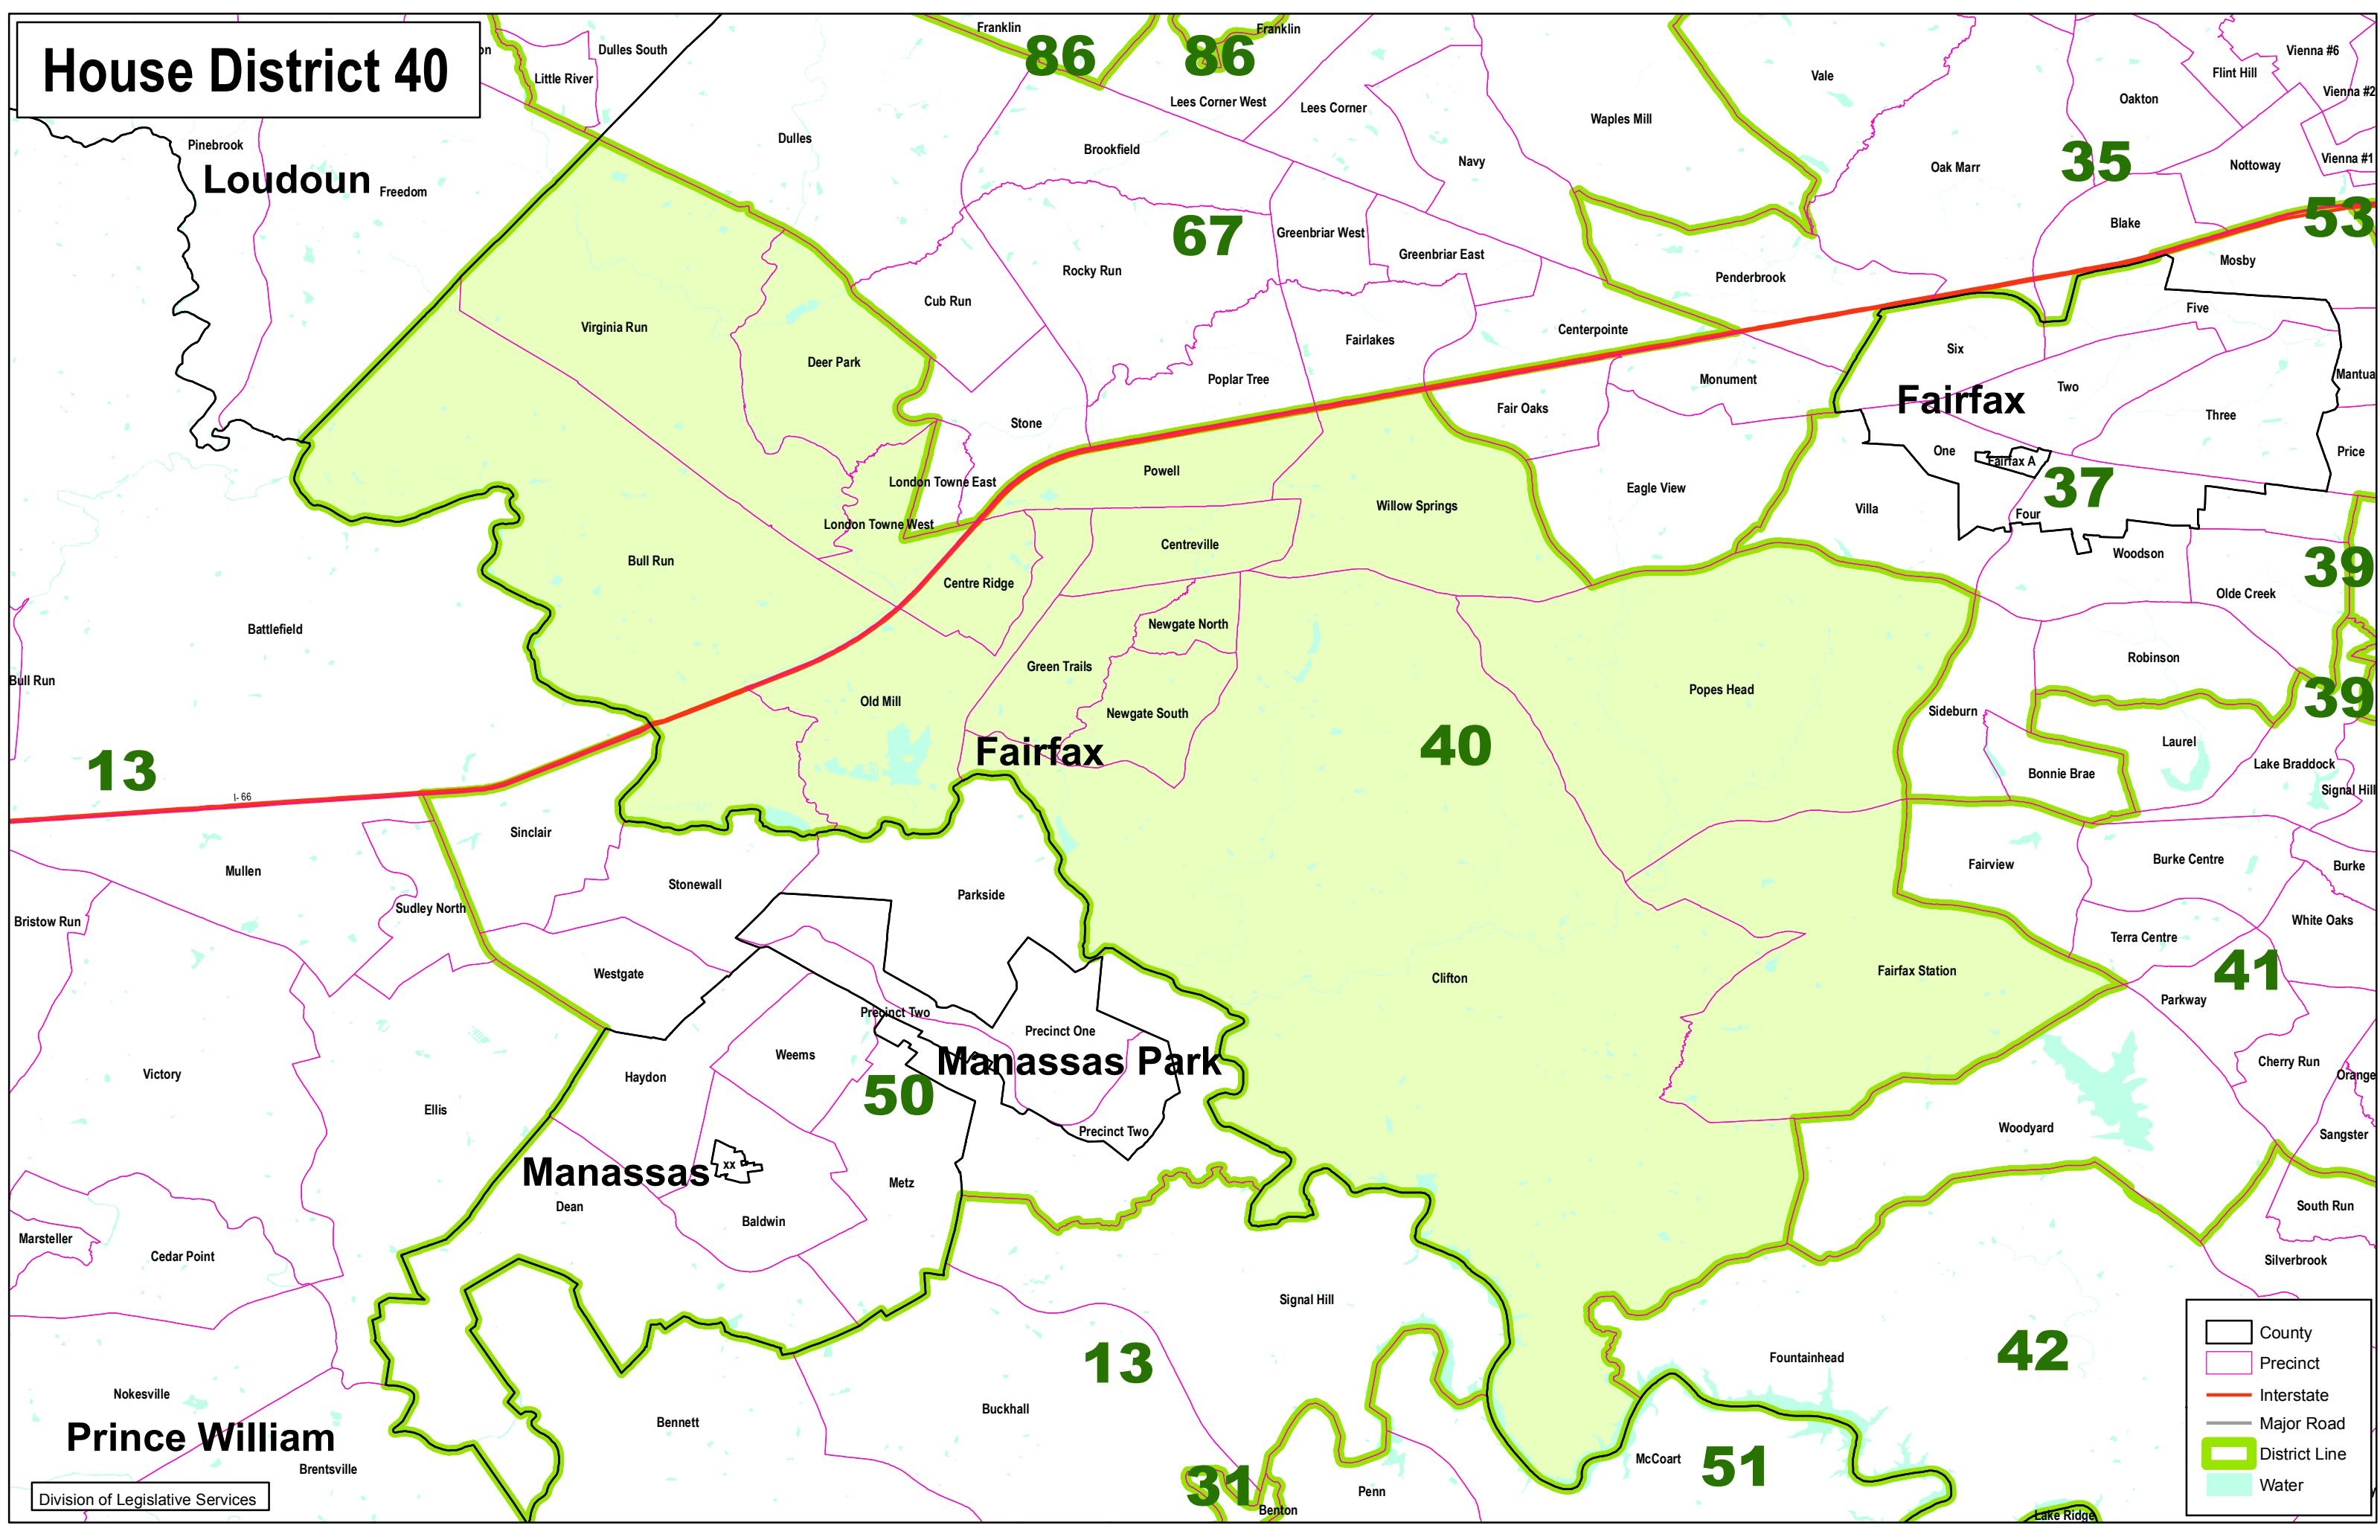 House District 40
on
Little River
Dulles South
Franklin
86
86
Franklin
Vale
Vienna #6
Flint Hill
Vienna #2
Oakton
Lees Corner West
Lees Corner
Waples Mill
Dulles
Brookfield
Navy
Pinebrook
Loudoun
Freedom
Oak Marr
35
Nottoway
Vienna #1
53
67
Greenbriar West
Greenbriar East
Blake
Mosby
Rocky Run
Cub Run
Penderbrook
Five
Virginia Run
Deer Park
Fairlakes
Centerpointe
Six
Poplar Tree
Monument
Two
Mantua
Fairfax
Stone
Fair Oaks
Three
One
Fairfax A
Price
Powell
London Towne East
Eagle View
37
Willow Springs
Villa
Four
London Towne West
Centreville
Woodson
39
Bull Run
Centre Ridge
Olde Creek
Battlefield
Newgate North
Robinson
Bull Run
Green Trails
Popes Head
39
Old Mill
Newgate South
Sideburn
Fairfax
40
Laurel
13
Bonnie Brae
Lake Braddock
Signal Hill
I- 66
Sinclair
Mullen
Stonewall
Parkside
Fairview
Burke Centre
Burke
Bristow Run
Sudley North
White Oaks
Terra Centre
41
Westgate
Clifton
Fairfax Station
Parkway
Precinct Two
Precinct One
Manassas Park
Weems
Cherry Run
Victory
Haydon
Orange
50
Ellis
Precinct Two
Woodyard
Sangster
Manassas
xx
Metz
Dean
Baldwin
South Run
Marsteller
Cedar Point
Silverbrook
Signal Hill
13
Fountainhead
42
Nokesville
Buckhall
Bennett
Prince William
Brentsville
McCoart
51
31
Penn
Benton
Lake Ridge
Division of Legislative Services
County
Precinct
Interstate
Major Road
District Line
Water